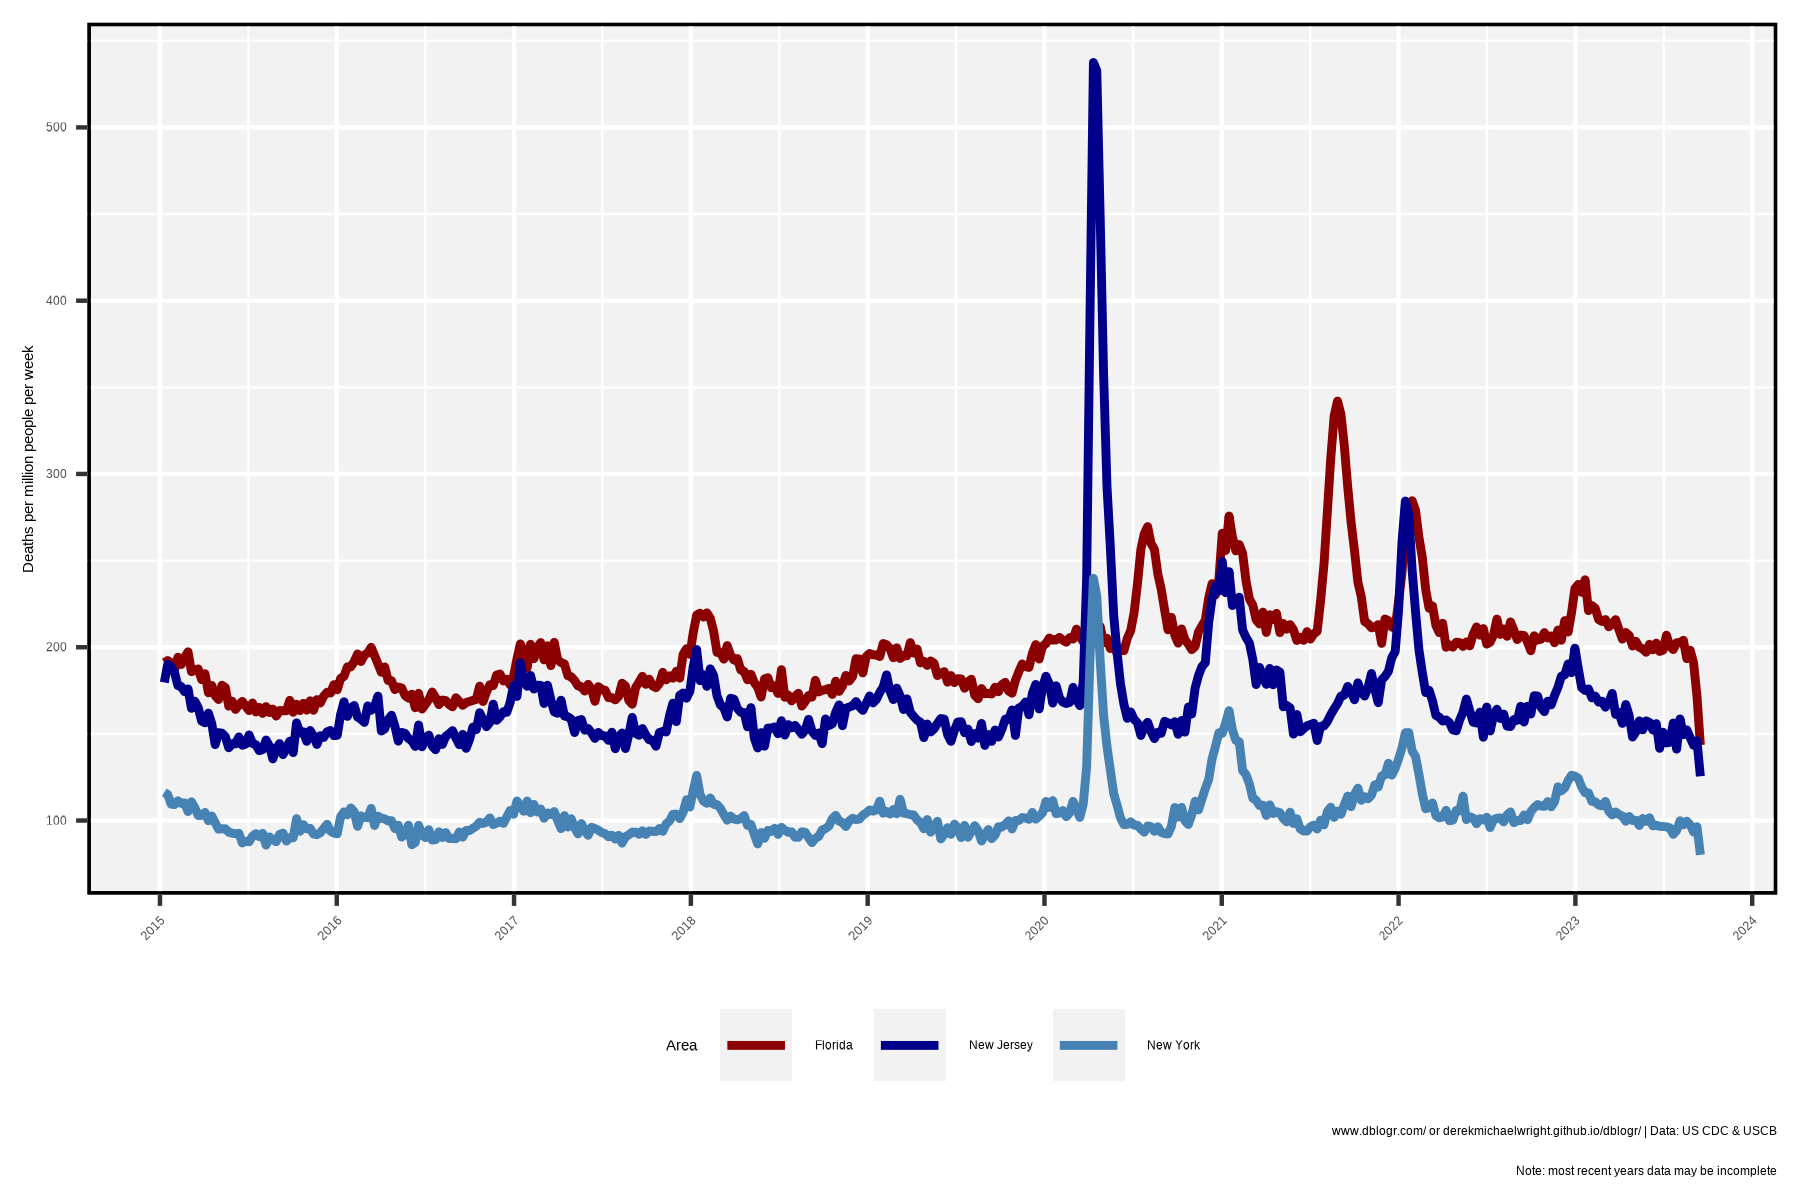 500
400
300
200
100
Deaths per million people per week
2015
2016
2017
2018
2019
2020
2021
2022
2023
2024
Area
Florida
New Jersey
New York
www.dblogr.com/ or derekmichaelwright.github.io/dblogr/ | Data: US CDC & USCB
Note: most recent years data may be incomplete